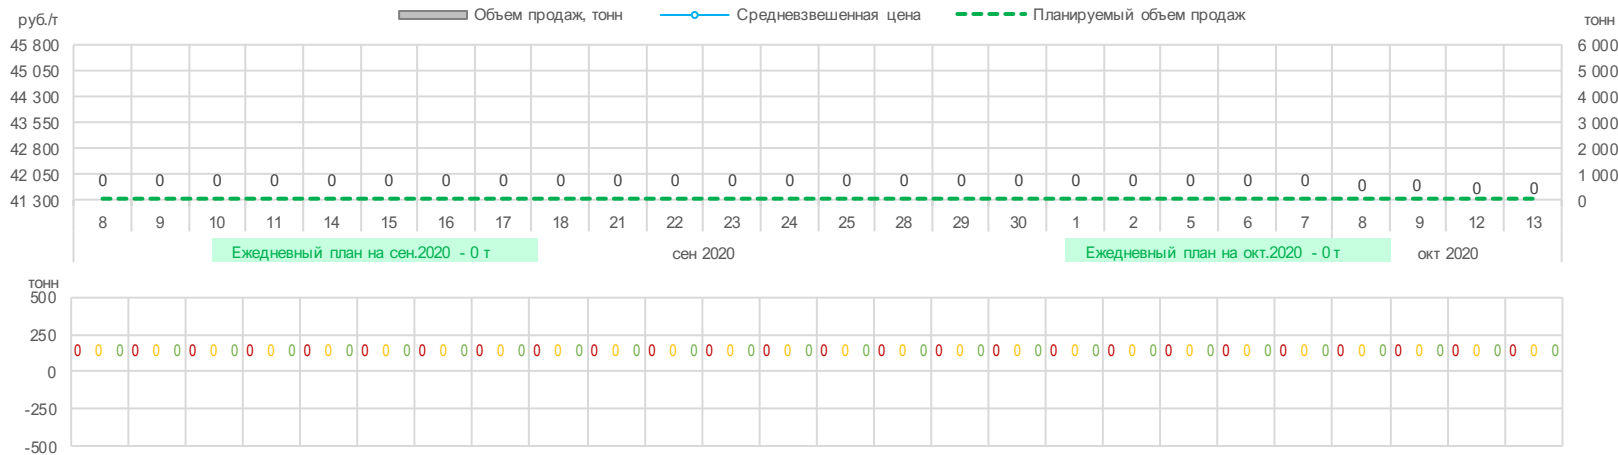 руб./т Объем продаж, тонн Средневзвешенная цена Планируемый объем продаж тонн
45 800 6 000
45 050 5 000
44 300 4 000
43 550 3 000
42 800 2 000
42 050 0 0 0 0 0 0 0 0 0 0 0 0 0 0 0 0 0 0 0 0 0 0 0 0 0 0 1 000
41 300 0
8 9 10 11 14 15 16 17 18 21 22 23 24 25 28 29 30 1 2 5 6 7 8 9 12 13
Ежедневный план на сен.2020 - 0 т сен 2020 Ежедневный план на окт.2020 - 0 т окт 2020
тонн
500
250
0 0 0 0 0 0 0 0 0 0 0 0 0 0 0 0 0 0 0 0 0 0 0 0 0 0 0 0 0 0 0 0 0 0 0 0 0 0 0 0 0 0 0 0 0 0 0 0 0 0 0 0 0 0 0 0 0 0 0 0 0 0 0 0 0 0 0 0 0 0 0 0 0 0 0 0 0 0
0
-250
-500